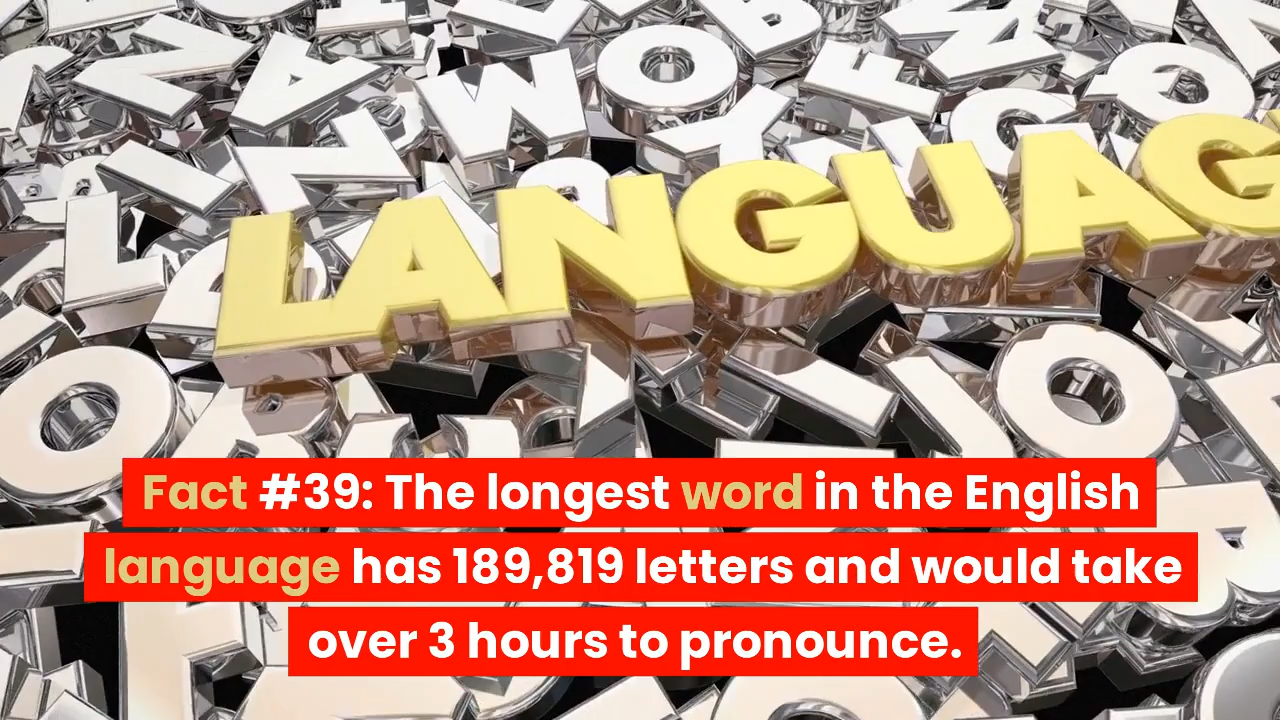 LANGUAG
Fact #39: The longest word in the English
language has 189,819 letters and would take
over 3 hours to pronounce.